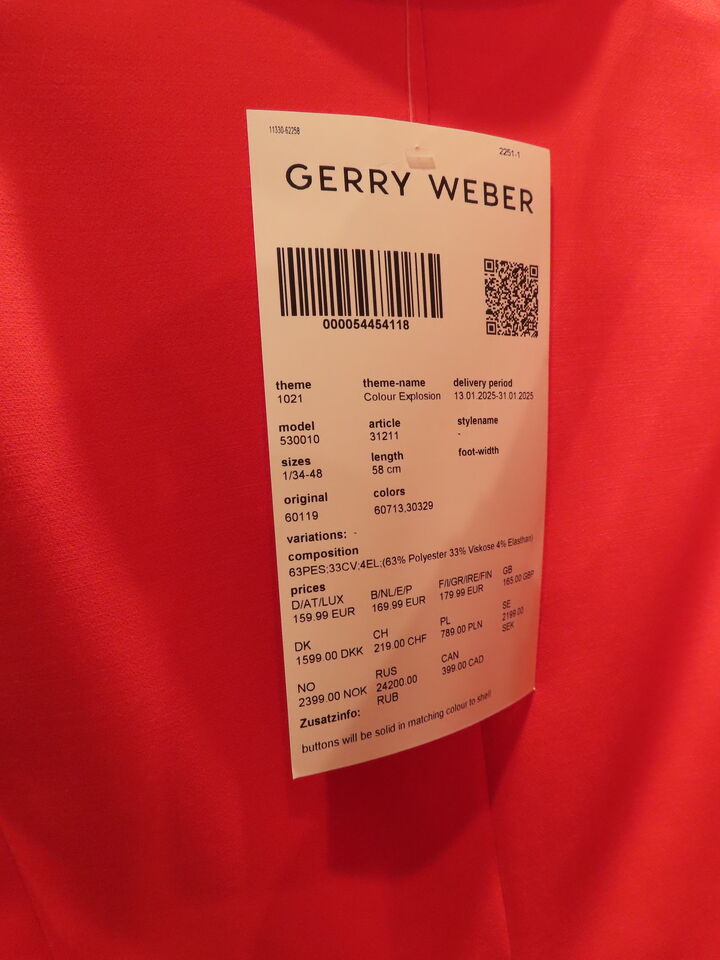 11330-62258
2251-1
GERRY WEBER
000054454118
theme theme-name delivery period
1021 Colour Explosion 13.01.2025-31.01.2025
model article stylename
530010 31211 -
sizes length foot-width
1/34-48 58 cm
original colors
60119 60713,30329
variations: -
composition
63PES;33CV;4EL;(63% Polyester 33% Viskose 4% Elasthan)
prices
D/AT/LUX B/NL/E/P F/I/GR/IRE/FIN GB
159.99 EUR 169.99 EUR 179.99 EUR 165.00 GBP
DK CH PL SE
1599.00 DKK 219.00 CHF 789.00 PLN 2199.00
SEK
NO RUS CAN
2399.00 NOK 24200.00 399.00 CAD
RUB
Zusatzinfo:
buttons will be solid in matching colour to shell